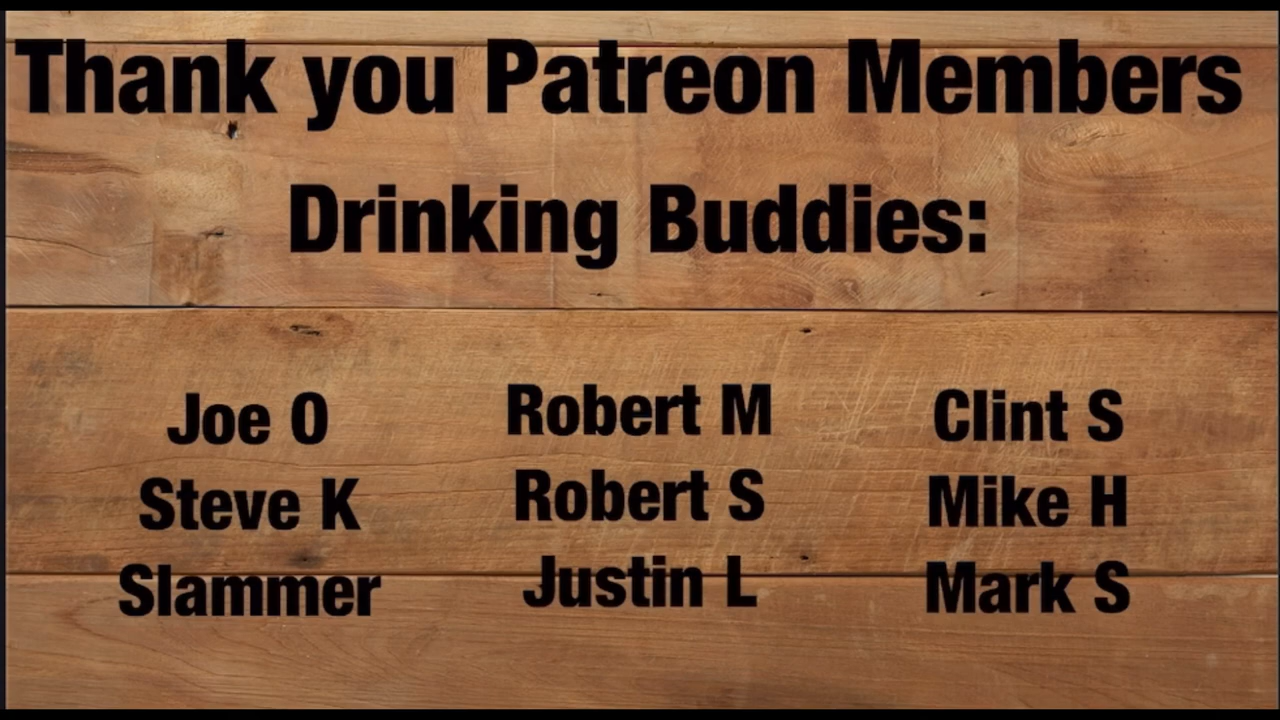 Thank you Patreon Members
Drinking Buddies:
Joe O
Steve K
Slammer
Robert M
Robert S
Justin L
Clint S
Mike H
Mark S